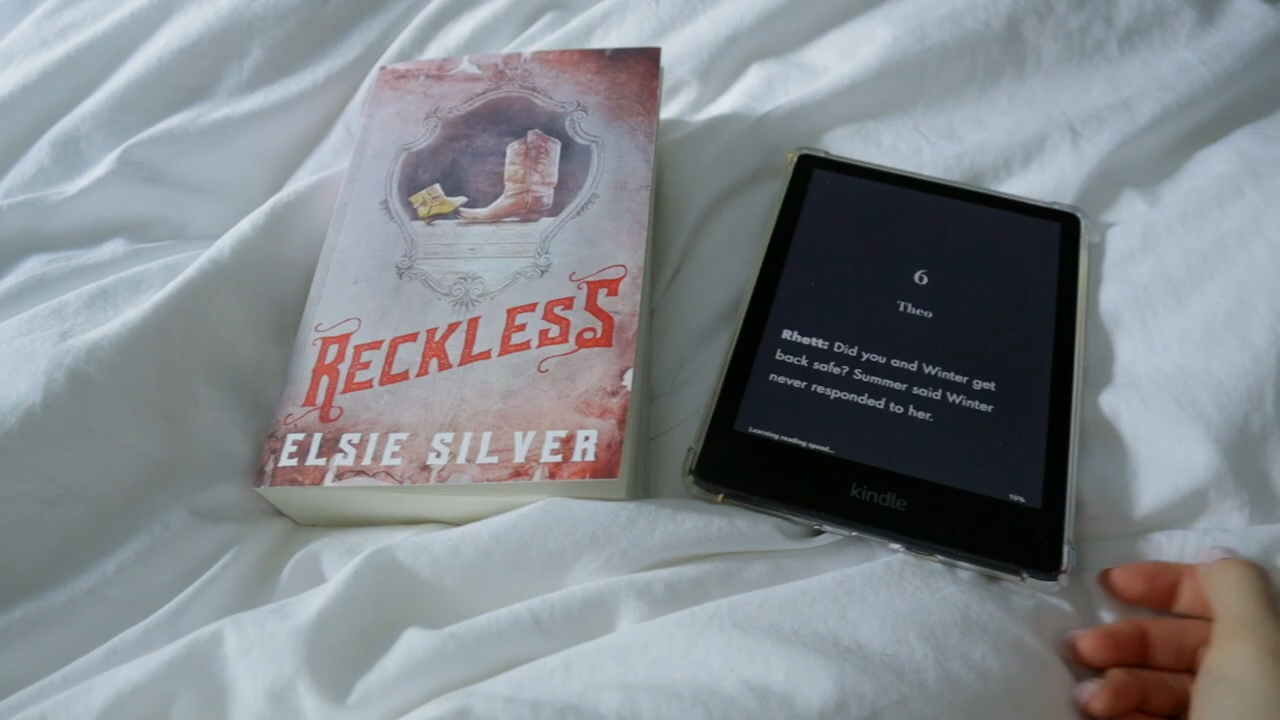 RECKLESS
ELSIE SILVER
6
Theo
Rhett: Did you and Winter get
back safe? Summer said Winter
never responded to her.
Learning reading speed...
kindle